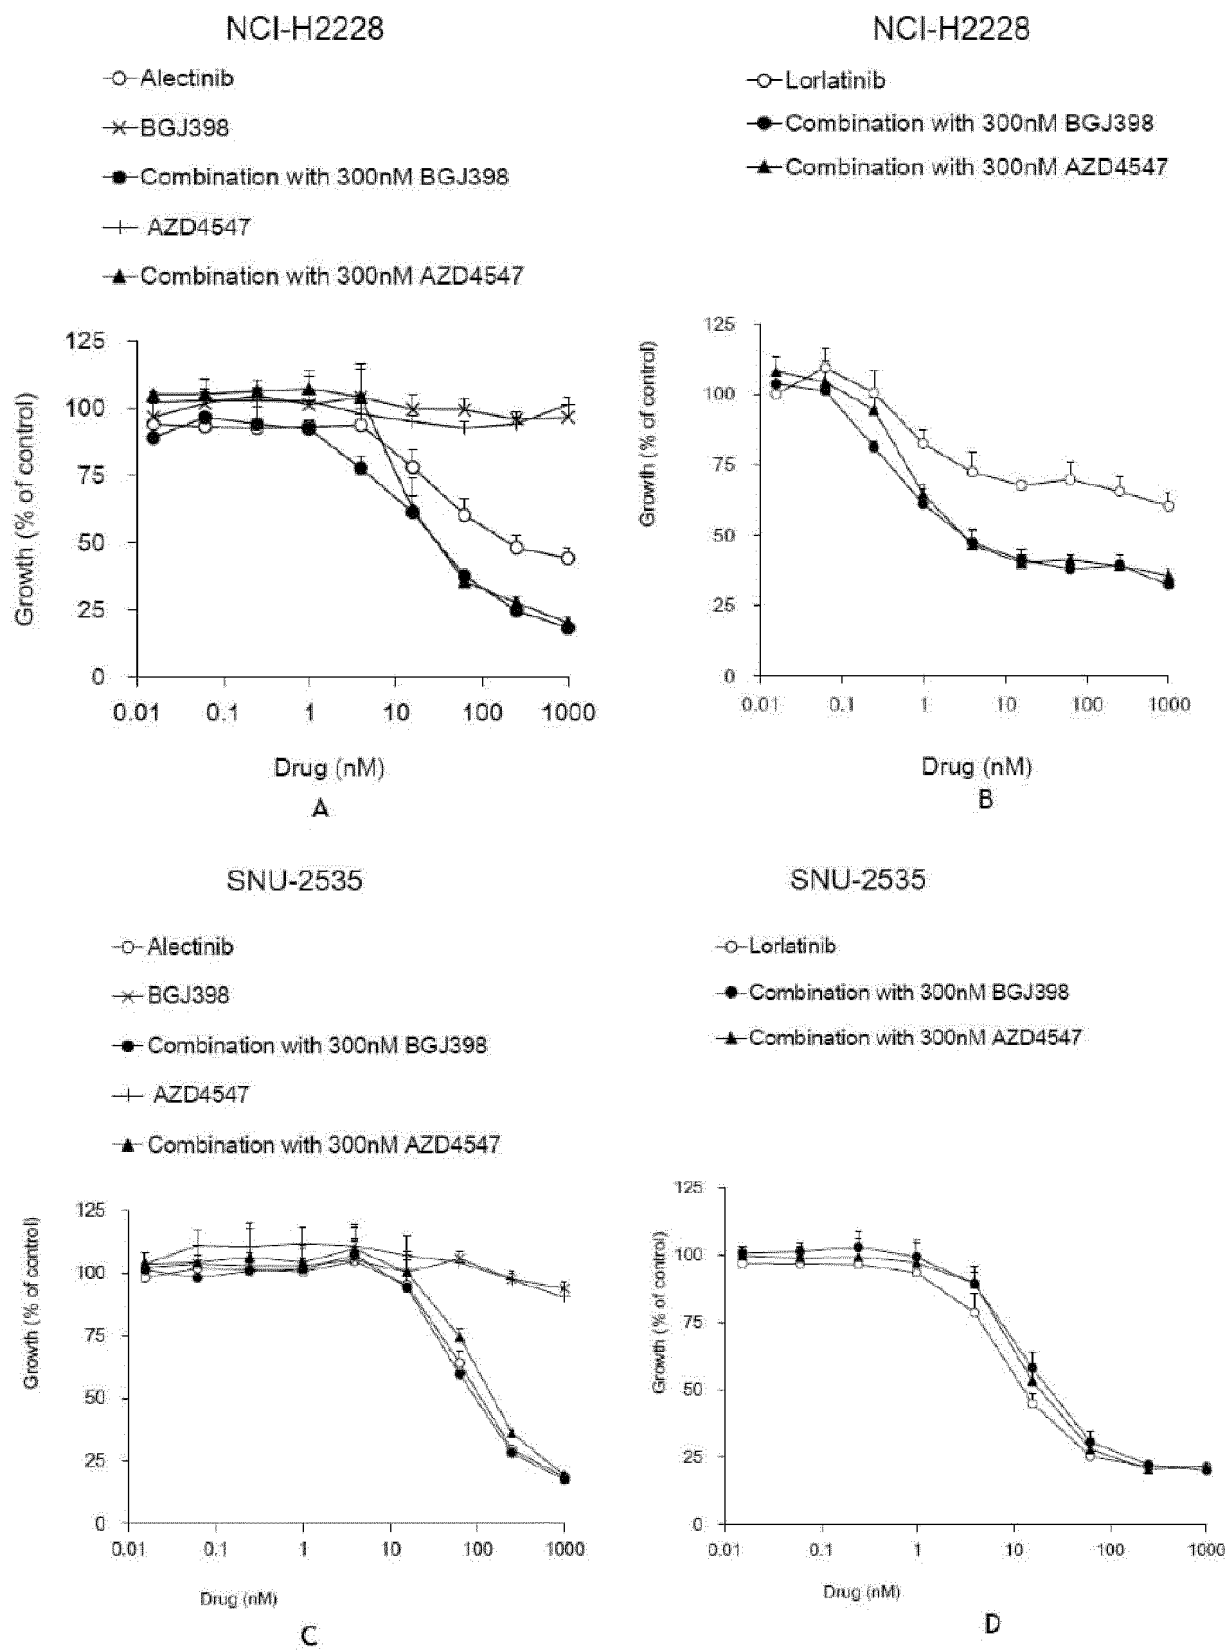 NCI-H2228
Alectinib
BGJ398
Combination with 300nM BGJ398
AZD4547
Combination with 300nM AZD4547
Growth (% of control)
125
100
75
50
25
0
0.01 0.1 1 10 100 1000
Drug (nM)
A
NCI-H2228
Lorlatinib
Combination with 300nM BGJ398
Combination with 300nM AZD4547
Growth (% of control)
125
100
75
50
25
0
0.01 0.1 1 10 100 1000
Drug (nM)
B
SNU-2535
Alectinib
BGJ398
Combination with 300nM BGJ398
AZD4547
Combination with 300nM AZD4547
Growth (% of control)
125
100
75
50
25
0
0.01 0.1 1 10 100 1000
Drug (nM)
C
SNU-2535
Lorlatinib
Combination with 300nM BGJ398
Combination with 300nM AZD4547
Growth (% of control)
125
100
75
50
25
0
0.01 0.1 1 10 100 1000
Drug (nM)
D